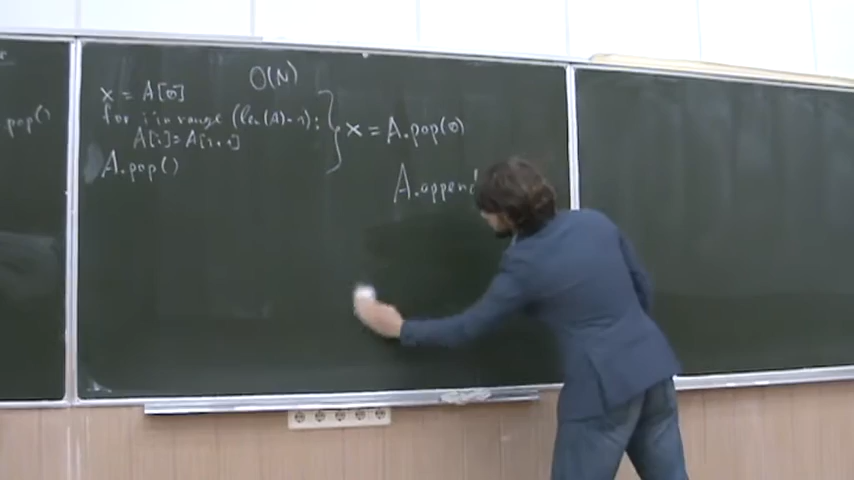 pop()
O(N)
x = A[0]
for i in range (len(A)-1):
A[i] = A[i+1]
A.pop()
x = A.pop(0)
A.append